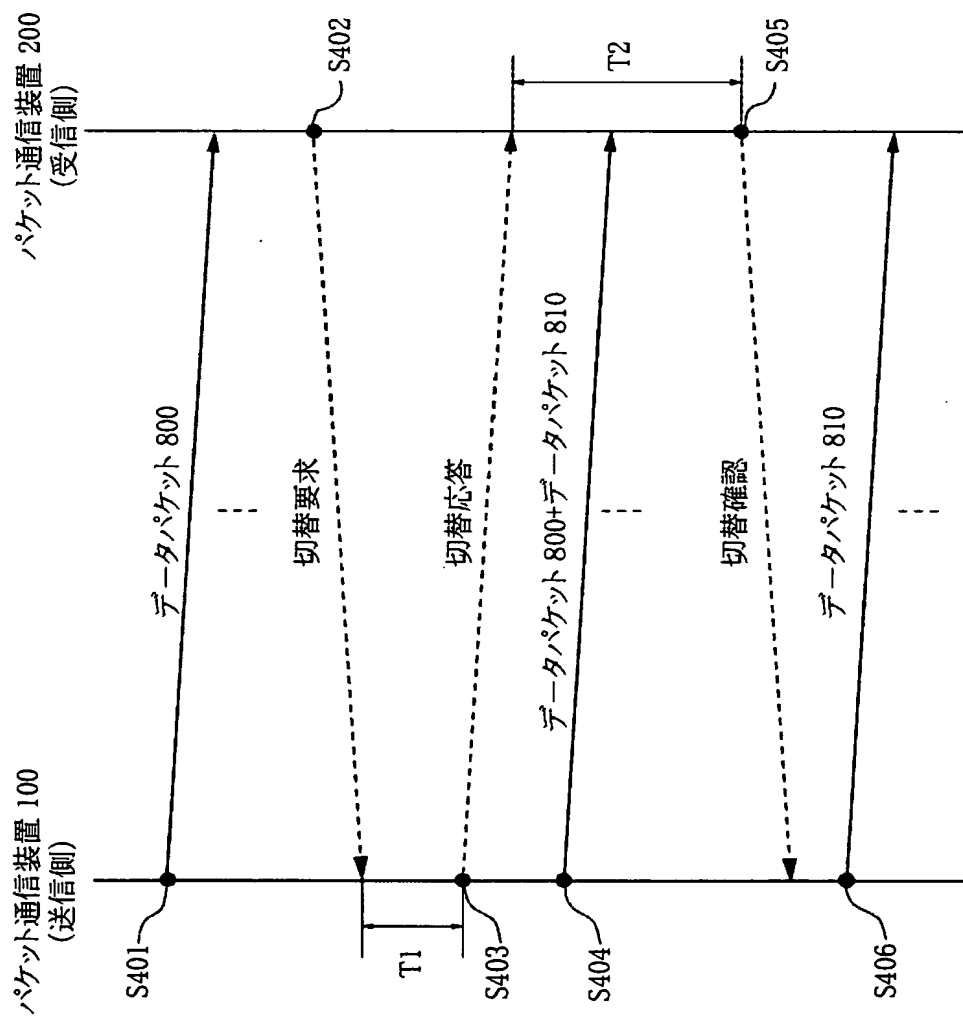 パケット通信装置 100
(送信側)
パケット通信装置 200
(受信側)
S401
データパケット 800
S402
切替要求
T1
S403
切替応答
T2
S404
データパケット 800+データパケット 810
S405
切替確認
S406
データパケット 810